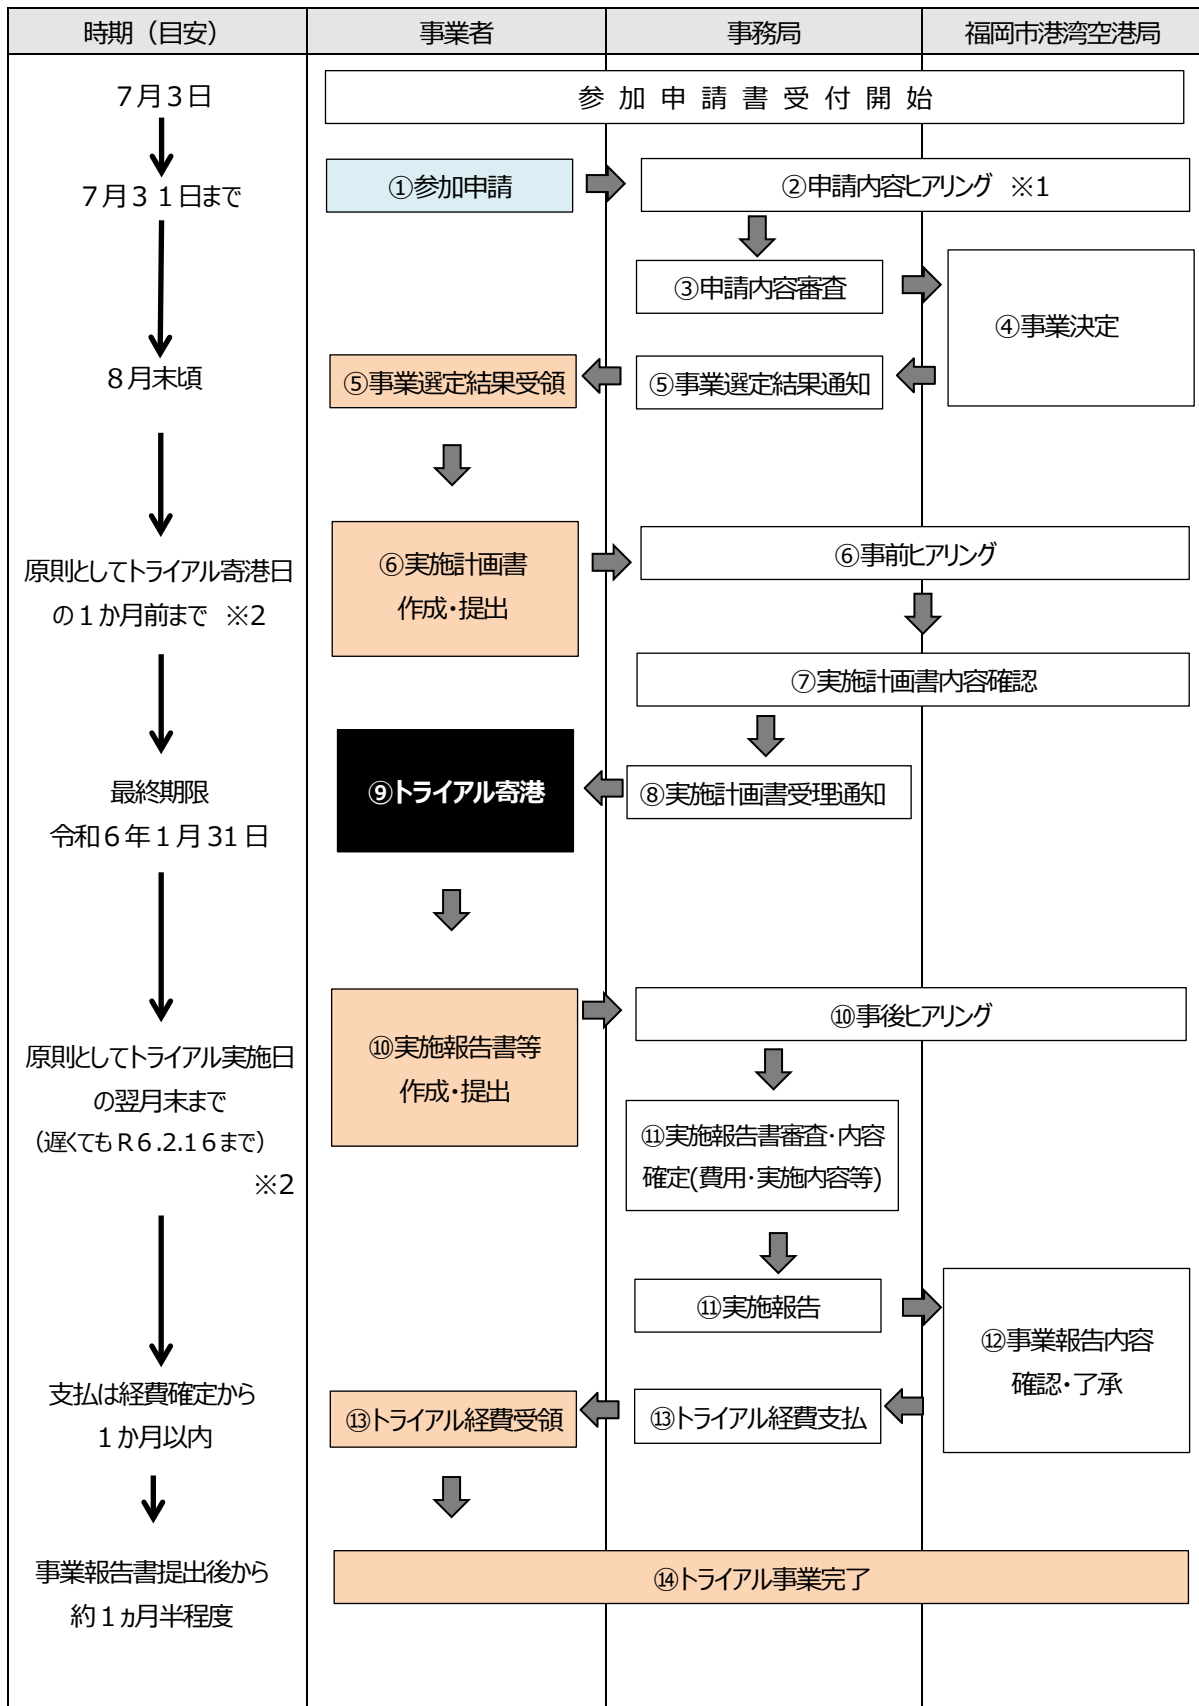 時期（目安）
事業者
事務局
福岡市港湾空港局
７月３日
参加申請書受付開始
７月３１日まで
①参加申請
②申請内容ヒアリング ※1
③申請内容審査
④事業決定
８月末頃
⑤事業選定結果受領
⑤事業選定結果通知
原則としてトライアル寄港日
の１か月前まで ※2
⑥実施計画書
作成・提出
⑥事前ヒアリング
⑦実施計画書内容確認
最終期限
令和６年１月 31 日
⑨トライアル寄港
⑧実施計画書受理通知
原則としてトライアル実施日
の翌月末まで
（遅くても R６.2.1６まで）
※2
⑩実施報告書等
作成・提出
⑩事後ヒアリング
⑪実施報告書審査・内容
確定(費用・実施内容等)
⑪実施報告
⑫事業報告内容
確認・了承
支払は経費確定から
１か月以内
⑬トライアル経費受領
⑬トライアル経費支払
事業報告書提出後から
約１ヵ月半程度
⑭トライアル事業完了